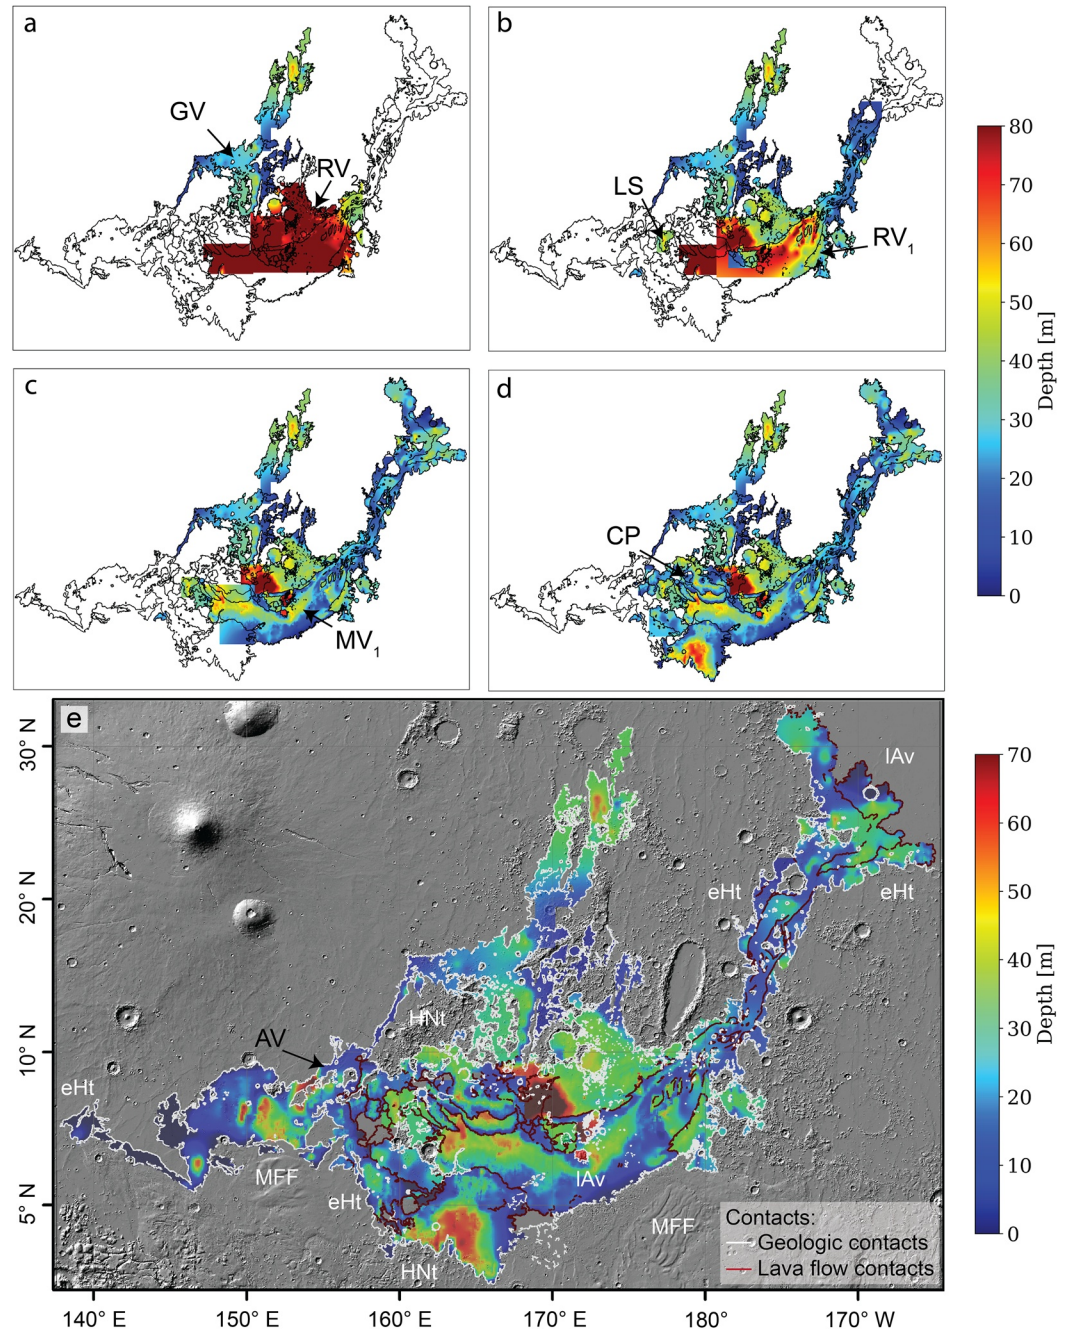 a
GV
RV2
b
LS
RV1
80
70
60
50
40
30
20
10
0
Depth [m]
c
MV1
d
CP
e
30° N
20° N
10° N
5° N
lAv
eHt
eHt
HNt
AV
eHt
MFF
eHt
lAv
MFF
HNt
Contacts:
Geologic contacts
Lava flow contacts
70
60
50
40
30
20
10
0
Depth [m]
140° E
150° E
160° E
170° E
180°
170° W